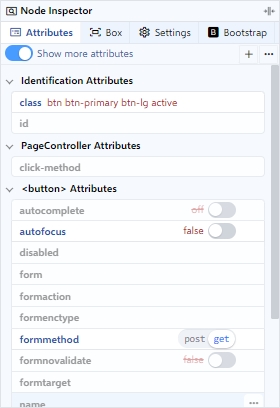 Node Inspector
Attributes Box Settings Bootstrap
Show more attributes
Identification Attributes
class btn btn-primary btn-lg active
id
PageController Attributes
click-method
<button> Attributes
autocomplete off
autofocus false
disabled
form
formaction
formenctype
formmethod post get
formnovalidate false
formtarget
name